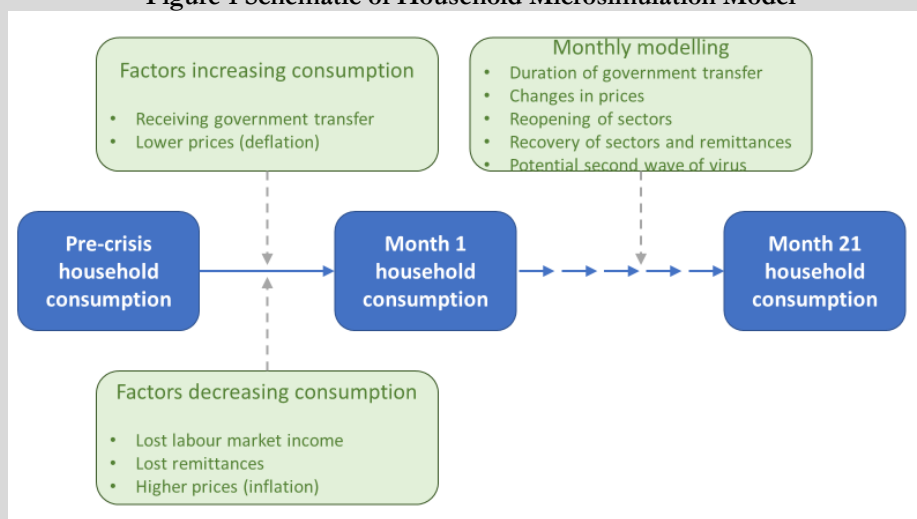 Figure 1 Schematic of Household Microsimulation Model
Factors increasing consumption
• Receiving government transfer
• Lower prices (deflation)
Monthly modelling
• Duration of government transfer
• Changes in prices
• Reopening of sectors
• Recovery of sectors and remittances
• Potential second wave of virus
Pre-crisis
household
consumption
Month 1
household
consumption
Month 21
household
consumption
Factors decreasing consumption
• Lost labour market income
• Lost remittances
• Higher prices (inflation)